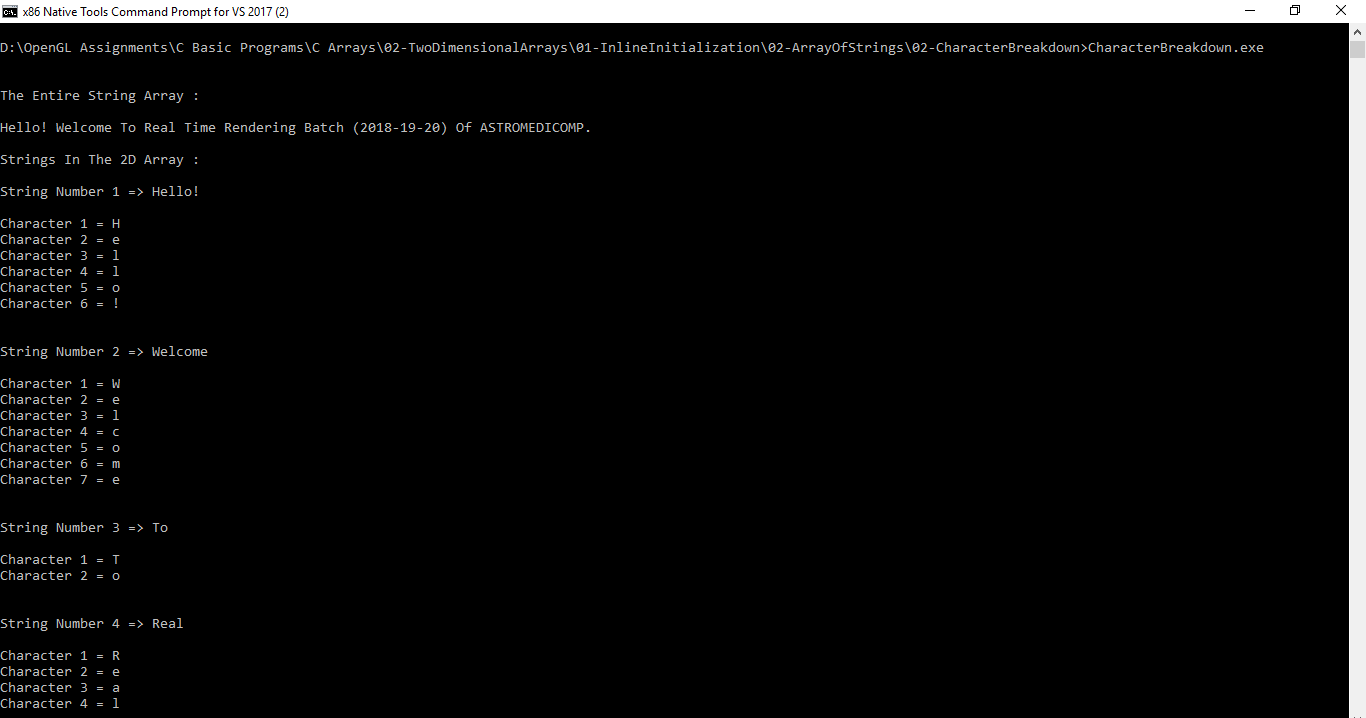 x86 Native Tools Command Prompt for VS 2017 (2)
D:\OpenGL Assignments\C Basic Programs\C Arrays\02-TwoDimensionalArrays\01-InlineInitialization\02-ArrayOfStrings\02-CharacterBreakdown>CharacterBreakdown.exe
The Entire String Array :
Hello! Welcome To Real Time Rendering Batch (2018-19-20) Of ASTROMEDICOMP.
Strings In The 2D Array :
String Number 1 => Hello!
Character 1 = H
Character 2 = e
Character 3 = l
Character 4 = l
Character 5 = o
Character 6 = !
String Number 2 => Welcome
Character 1 = W
Character 2 = e
Character 3 = l
Character 4 = c
Character 5 = o
Character 6 = m
Character 7 = e
String Number 3 => To
Character 1 = T
Character 2 = o
String Number 4 => Real
Character 1 = R
Character 2 = e
Character 3 = a
Character 4 = l